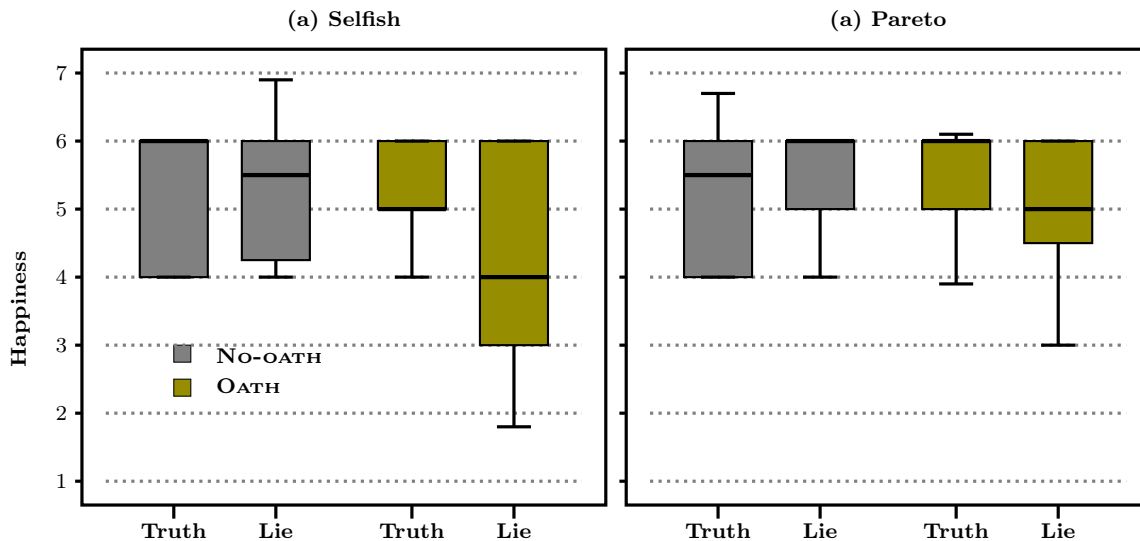 (a) Selfish
(a) Pareto
Happiness
7
6
5
4
3
2
1
No-oath
Oath
Truth Lie Truth Lie
Truth Lie Truth Lie